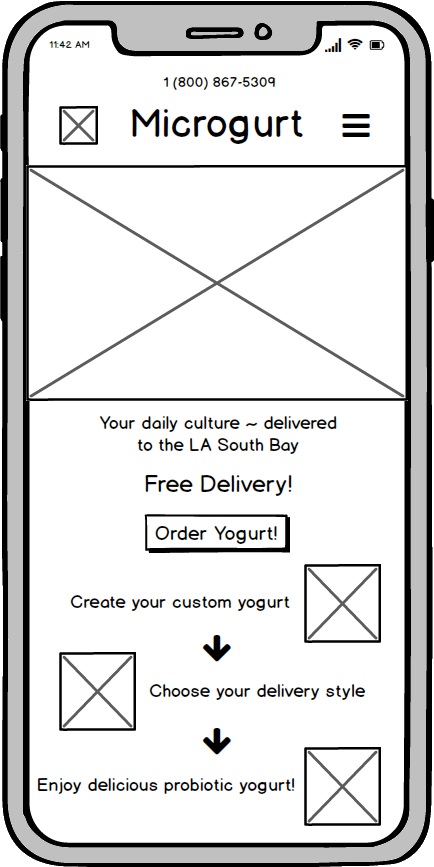 11:42 AM
1 (800) 867-5309
Microgurt
Your daily culture ~ delivered
to the LA South Bay
Free Delivery!
Order Yogurt!
Create your custom yogurt
Choose your delivery style
Enjoy delicious probiotic yogurt!